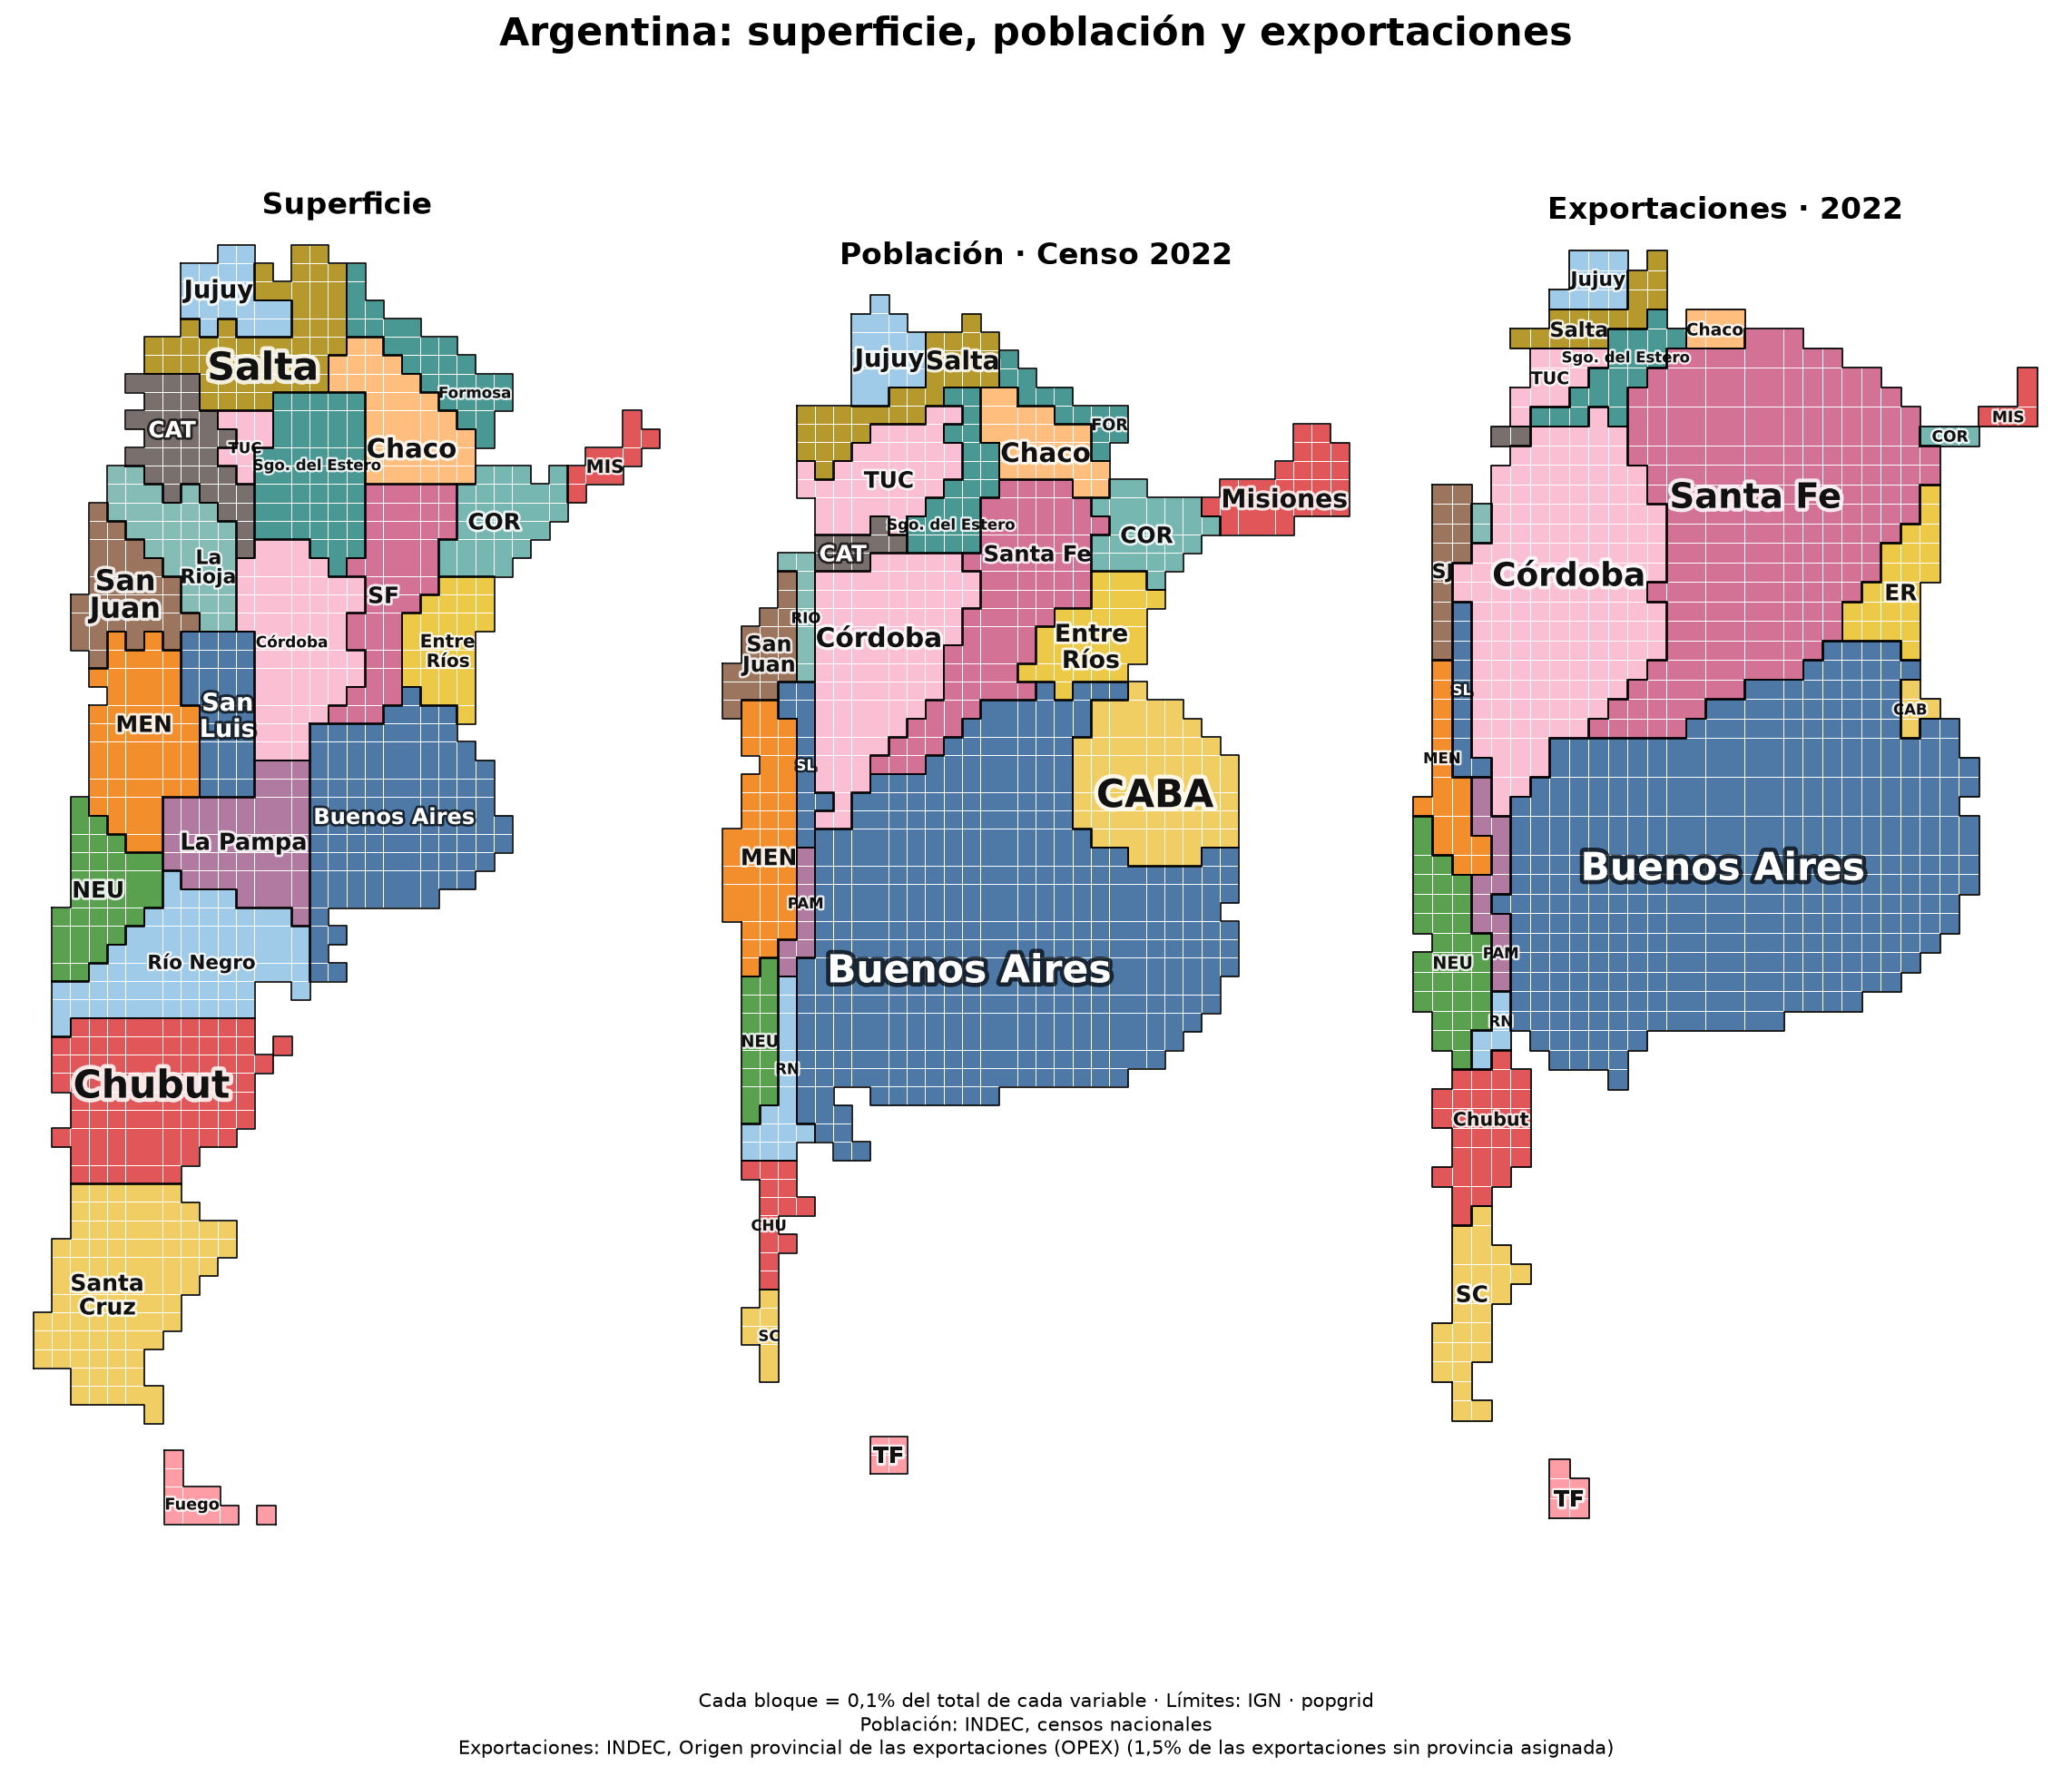 Argentina: superficie, población y exportaciones
Superficie
Jujuy
Salta
Formosa
CAT
TUC
Sgo. del Estero
Chaco
MIS
COR
La
Rioja
San
Juan
SF
Córdoba
Entre
Ríos
MEN
San
Luis
Buenos Aires
La Pampa
NEU
Río Negro
Chubut
Santa
Cruz
Fuego
Población · Censo 2022
Jujuy
Salta
FOR
Chaco
TUC
Misiones
Sgo. del Estero
COR
CAT
Santa Fe
RIO
Córdoba
San
Juan
Entre
Ríos
SL
CABA
MEN
PAM
Buenos Aires
NEU
RN
CHU
SC
TF
Exportaciones · 2022
Jujuy
Salta
Chaco
Sgo. del Estero
TUC
MIS
COR
Santa Fe
SJ
Córdoba
ER
SL
CAB
MEN
Buenos Aires
PAM
NEU
RN
Chubut
SC
TF
Cada bloque = 0,1% del total de cada variable · Límites: IGN · popgrid
Población: INDEC, censos nacionales
Exportaciones: INDEC, Origen provincial de las exportaciones (OPEX) (1,5% de las exportaciones sin provincia asignada)